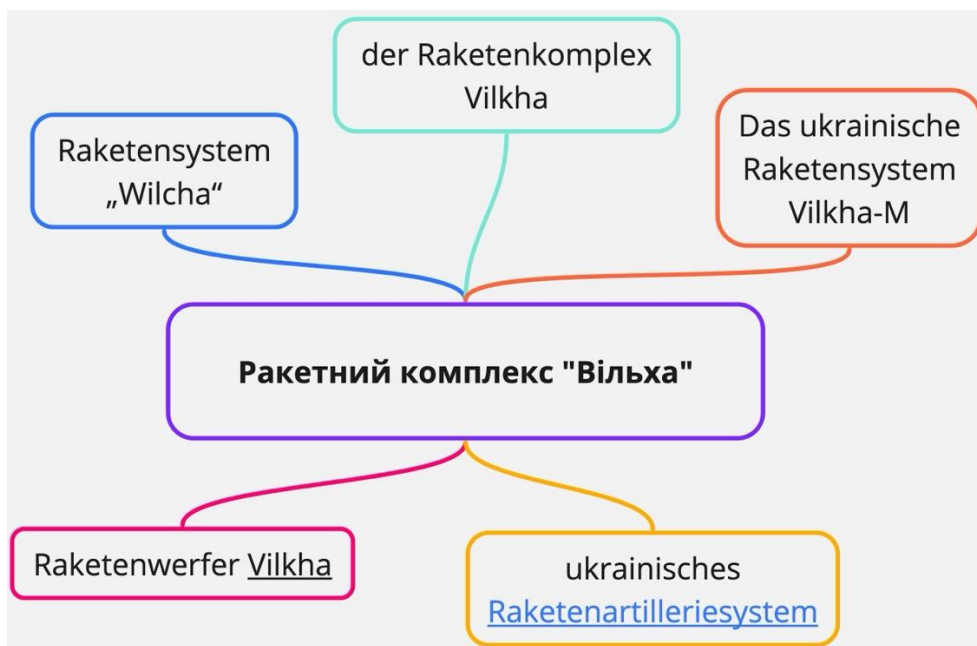 der Raketenkomplex
Vilkha
Raketensystem
„Wilcha“
Das ukrainische
Raketensystem
Vilkha-M
Ракетний комплекс "Вільха"
Raketenwerfer Vilkha
ukrainisches
Raketenartilleriesystem